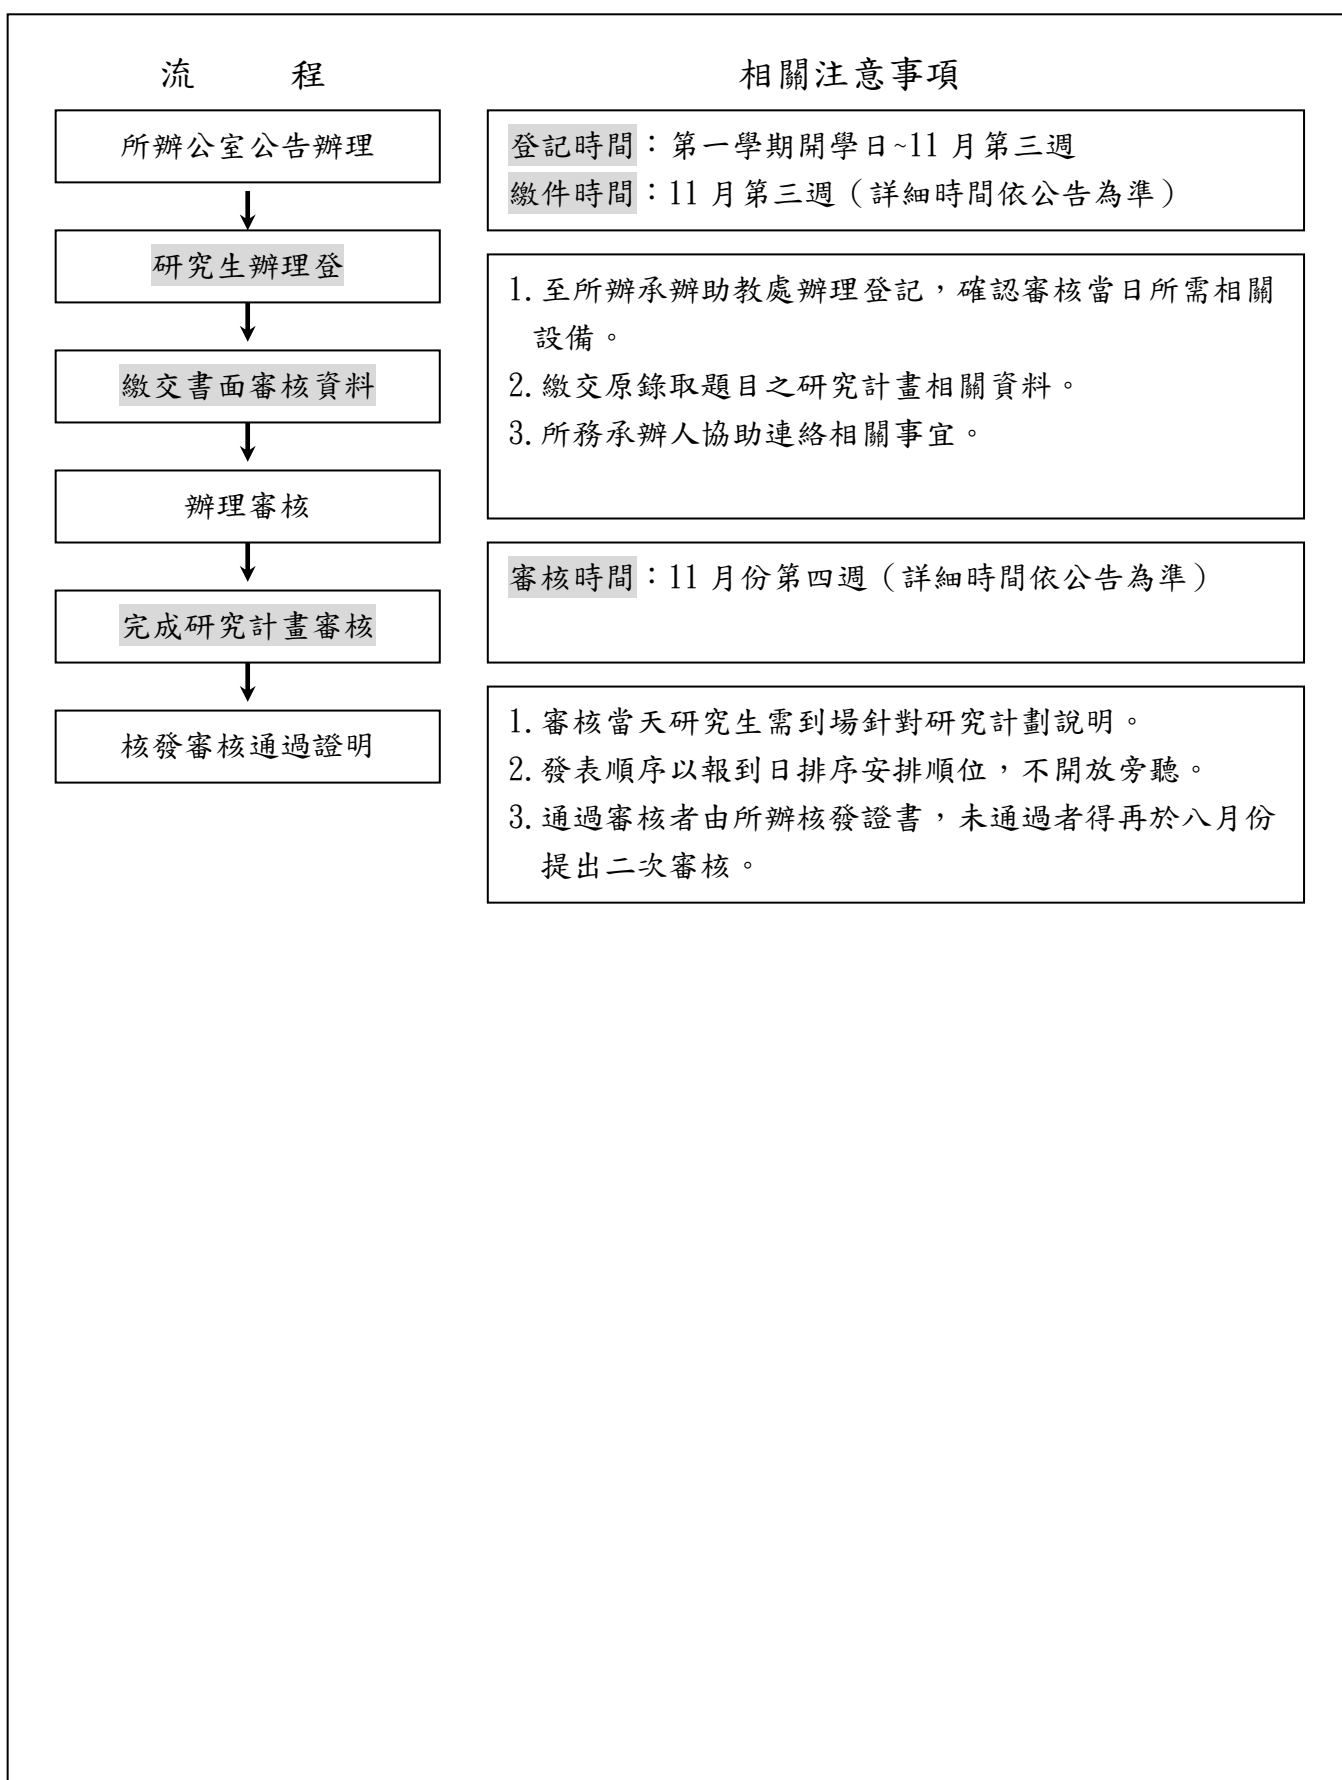 流　　　程
所辦公室公告辦理
研究生辦理登
繳交書面審核資料
辦理審核
完成研究計畫審核
核發審核通過證明
相關注意事項
登記時間：第一學期開學日~11 月第三週
繳件時間：11 月第三週（詳細時間依公告為準）
1. 至所辦承辦助教處辦理登記，確認審核當日所需相關
設備。
2. 繳交原錄取題目之研究計畫相關資料。
3. 所務承辦人協助連絡相關事宜。
審核時間：11 月份第四週（詳細時間依公告為準）
1. 審核當天研究生需到場針對研究計劃說明。
2. 發表順序以報到日排序安排順位，不開放旁聽。
3. 通過審核者由所辦核發證書，未通過者得再於八月份
提出二次審核。